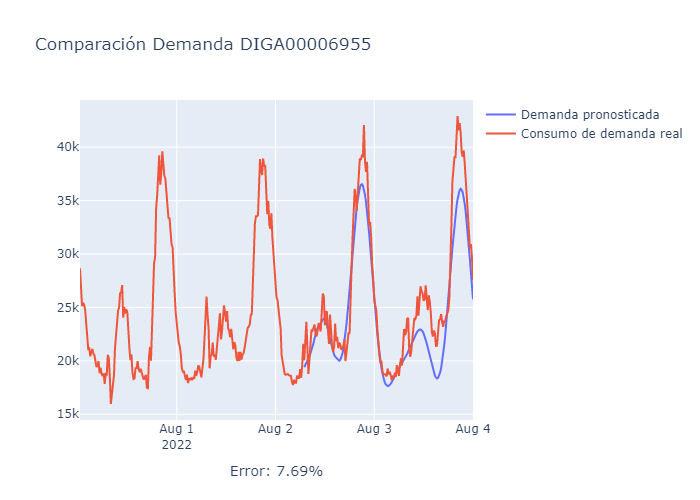 Comparación Demanda DIGA00006955
Demanda pronosticada
Consumo de demanda real
40k
35k
30k
25k
20k
15k
Aug 1
2022
Aug 2
Aug 3
Aug 4
Error: 7.69%